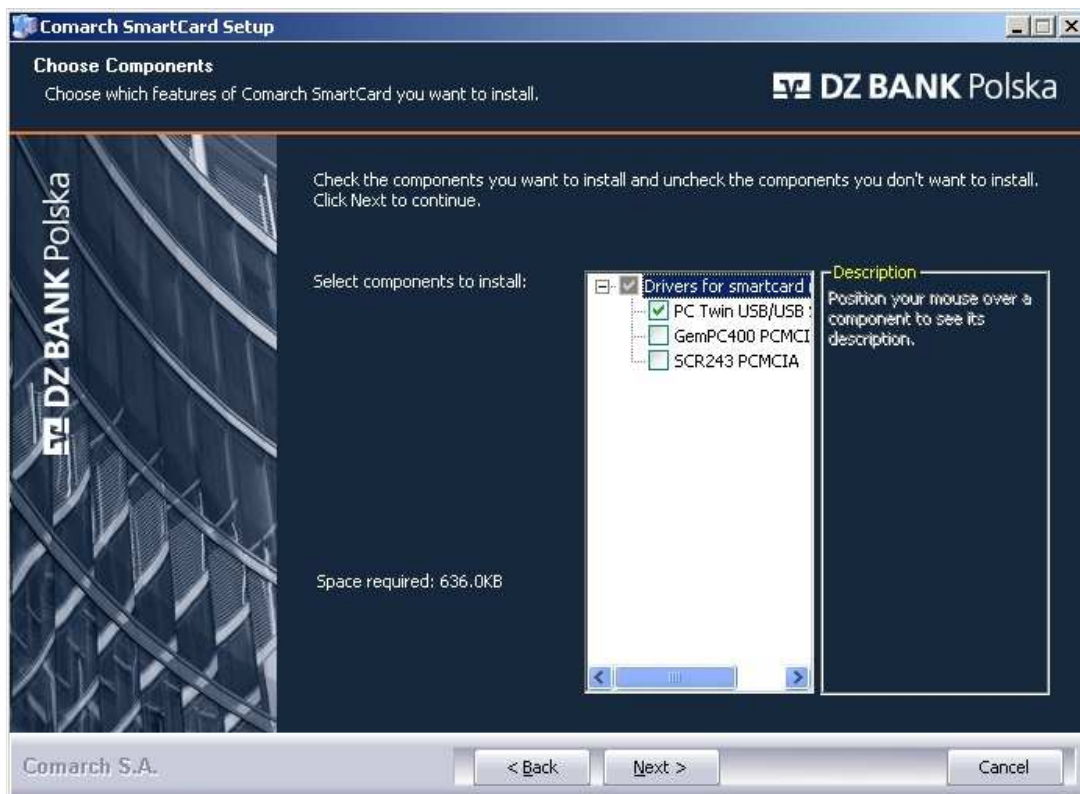 Comarch SmartCard Setup
Choose Components
Choose which features of Comarch SmartCard you want to install.
DZ BANK Polska
DZ BANK Polska
Check the components you want to install and uncheck the components you don't want to install.
Click Next to continue.
Select components to install:
Drivers for smartcard
PC Twin USB/USB
GemPC400 PCMCI
SCR243 PCMCIA
Description
Position your mouse over a
component to see its
description.
Space required: 636.0KB
Comarch S.A.
< Back
Next >
Cancel